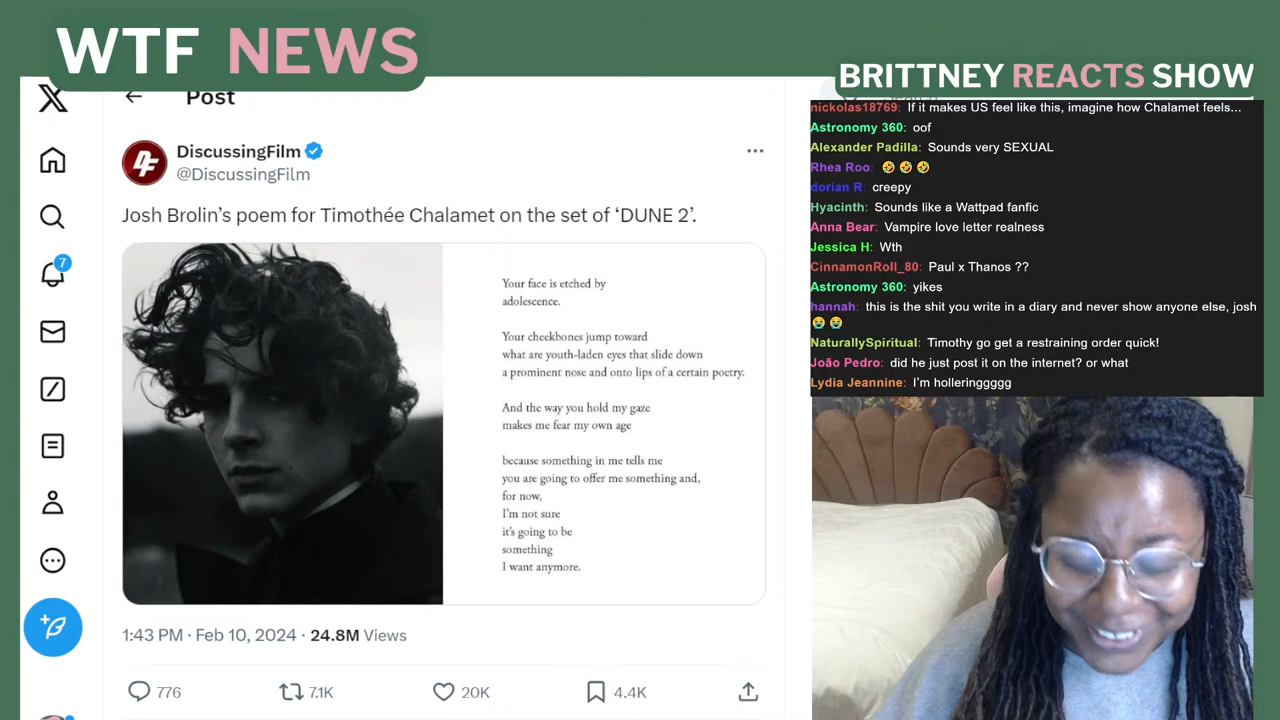 WTF NEWS
BRITTNEY REACTS SHOW
Post
DiscussingFilm
@DiscussingFilm
7
Josh Brolin’s poem for Timothée Chalamet on the set of ‘DUNE 2’.
Your face is etched by
adolescence.
Your cheekbones jump toward
what are youth-laden eyes that slide down
a prominent nose and onto lips of a certain poetry.
And the way you hold my gaze
makes me fear my own age
because something in me tells me
you are going to offer me something and,
for now,
I’m not sure
it’s going to be
something
I want anymore.
1:43 PM · Feb 10, 2024 · 24.8M Views
776 7.1K 20K 4.4K
nickolas18769: If it makes US feel like this, imagine how Chalamet feels...
Astronomy 360: oof
Alexander Padilla: Sounds very SEXUAL
Rhea Roo: 🤣 🤣 🤣
dorian R: creepy
Hyacinth: Sounds like a Wattpad fanfic
Anna Bear: Vampire love letter realness
Jessica H: Wth
CinnamonRoll_80: Paul x Thanos ??
Astronomy 360: yikes
hannah: this is the shit you write in a diary and never show anyone else, josh
😭 😭
NaturallySpiritual: Timothy go get a restraining order quick!
João Pedro: did he just post it on the internet? or what
Lydia Jeannine: I’m holleringgggg